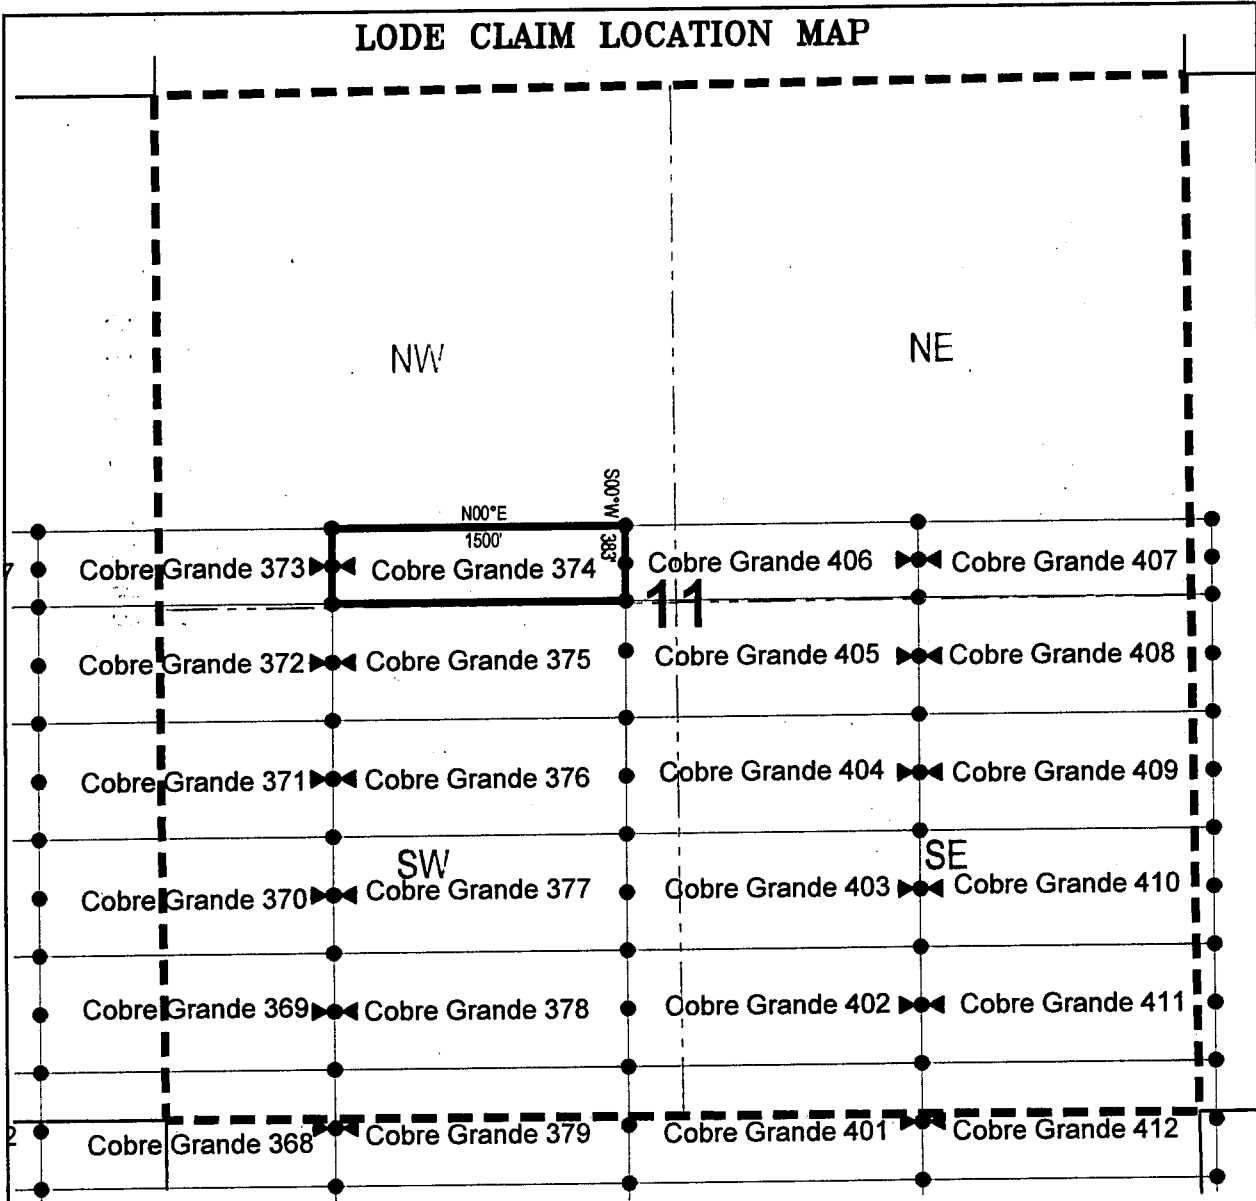 LODE CLAIM LOCATION MAP
NW
NE
N00°E
1500'
S00°W
383'
7
Cobre Grande 373
Cobre Grande 374
Cobre Grande 406
Cobre Grande 407
11
Cobre Grande 372
Cobre Grande 375
Cobre Grande 405
Cobre Grande 408
Cobre Grande 371
Cobre Grande 376
Cobre Grande 404
Cobre Grande 409
SW
SE
Cobre Grande 370
Cobre Grande 377
Cobre Grande 403
Cobre Grande 410
Cobre Grande 369
Cobre Grande 378
Cobre Grande 402
Cobre Grande 411
2
Cobre Grande 368
Cobre Grande 379
Cobre Grande 401
Cobre Grande 412